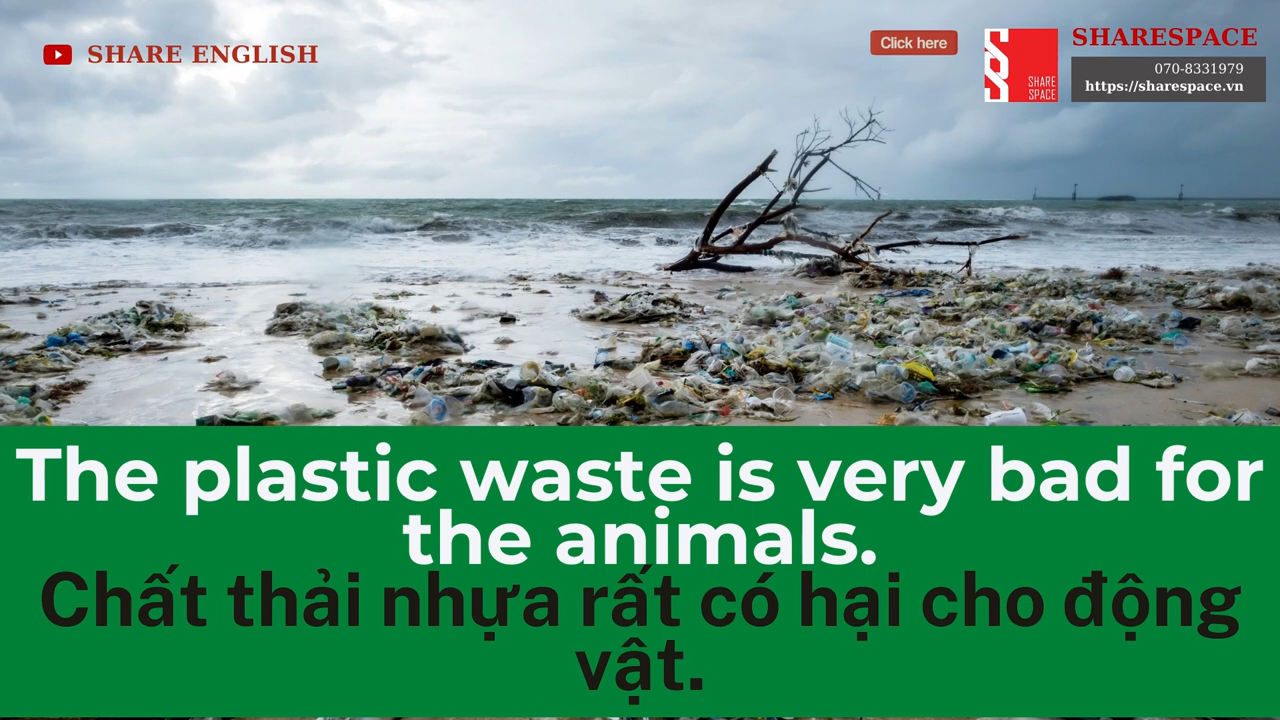 SHARE ENGLISH
Click here
SHARE
SPACE
SHARESPACE
070-8331979
https://sharespace.vn
The plastic waste is very bad for
the animals.
Chất thải nhựa rất có hại cho động
vật.